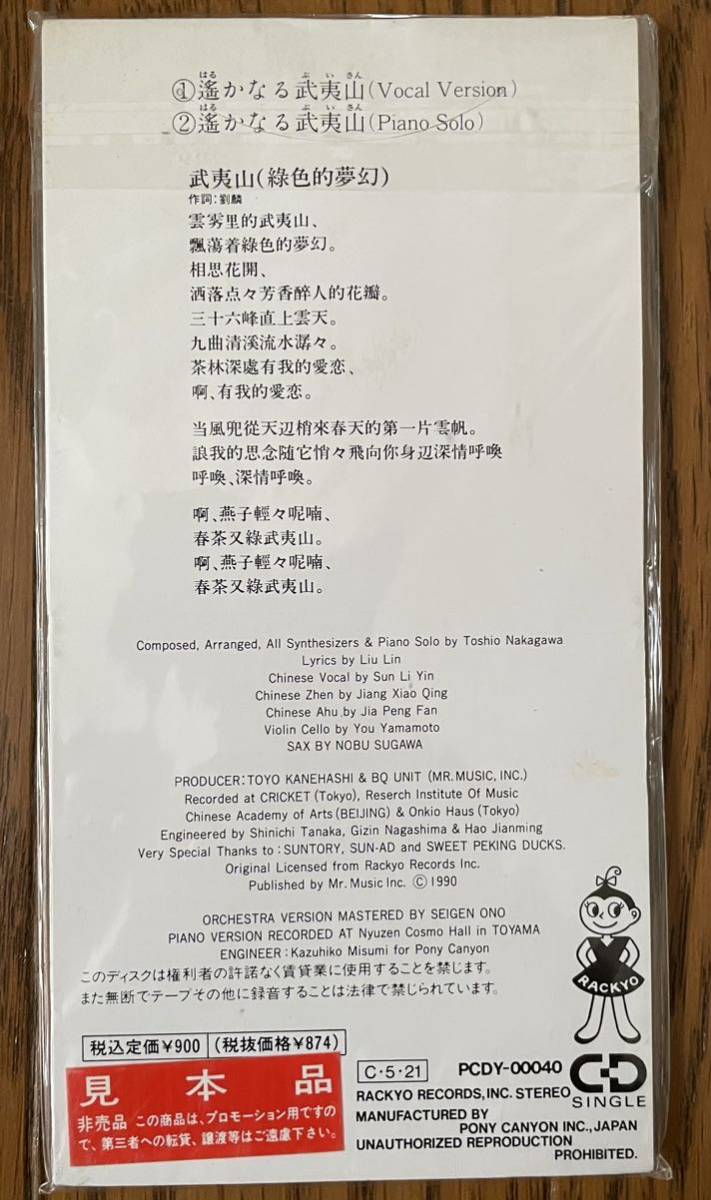 ①遙かなる武夷山(Vocal Version)
②遙かなる武夷山(Piano Solo)
武夷山(綠色的夢幻)
作詞:劉麟
雲雾里的武夷山、
飄蕩着綠色的夢幻。
相思花開、
洒落点々芳香醉人的花瓣。
三十六峰直上雲天。
九曲清溪流水潺々。
茶林深處有我的愛恋、
啊、有我的愛恋。
当風兜從天辺梢來春天的第一片雲帆。
詪我的思念随它悄々飛向你身辺深情呼喚
呼喚、深情呼喚。
啊、燕子輕々呢喃、
春茶又綠武夷山。
啊、燕子輕々呢喃、
春茶又綠武夷山。
Composed, Arranged, All Synthesizers & Piano Solo by Toshio Nakagawa
Lyrics by Liu Lin
Chinese Vocal by Sun Li Yin
Chinese Zhen by Jiang Xiao Qing
Chinese Ahu by Jia Peng Fan
Violin Cello by You Yamamoto
SAX BY NOBU SUGAWA
PRODUCER:TOYO KANEHASHI & BQ UNIT (MR.MUSIC, INC.)
Recorded at CRICKET (Tokyo), Reserch Institute Of Music
Chinese Academy of Arts (BEIJING) & Onkio Haus (Tokyo)
Engineered by Shinichi Tanaka, Gizin Nagashima & Hao Jianming
Very Special Thanks to : SUNTORY, SUN-AD and SWEET PEKING DUCKS.
Original Licensed from Rackyo Records Inc.
Published by Mr. Music Inc. Ⓒ 1990
ORCHESTRA VERSION MASTERED BY SEIGEN ONO
PIANO VERSION RECORDED AT Nyuzen Cosmo Hall in TOYAMA
ENGINEER : Kazuhiko Misumi for Pony Canyon
このディスクは権利者の許諾なく賃貸業に使用することを禁じます。
また無断でテープその他に録音することは法律で禁じられています。
RACKYO
税込定価¥900 (税抜価格¥874)
見本品
非売品 この商品は、プロモーション用ですの
で、第三者への転貸、譲渡等はご遠慮下さい。
C・5・21 PCDY-00040
CD SINGLE
RACKYO RECORDS, INC. STEREO
MANUFACTURED BY
PONY CANYON INC., JAPAN
UNAUTHORIZED REPRODUCTION
PROHIBITED.